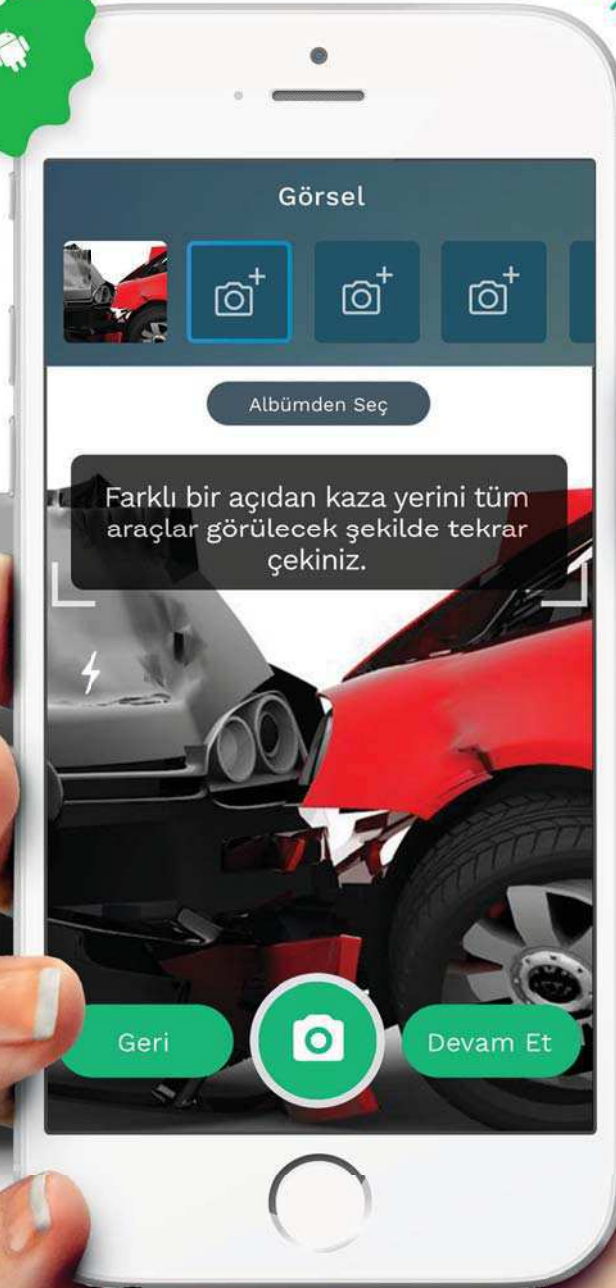 Görsel
Albümden Seç
Farklı bir açıdan kaza yerini tüm
araçlar görülecek şekilde tekrar
çekiniz.
Geri
Devam Et